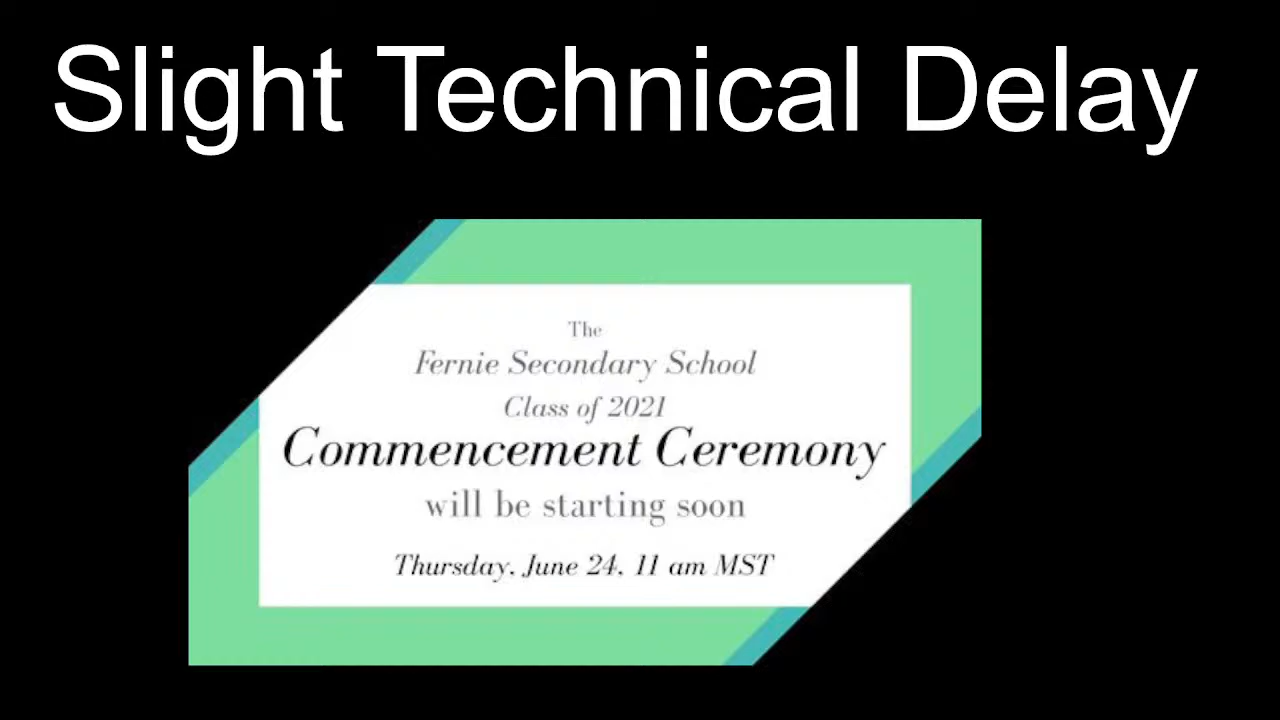 Slight Technical Delay
The
Fernie Secondary School
Class of 2021
Commencement Ceremony
will be starting soon
Thursday, June 24, 11 am MST